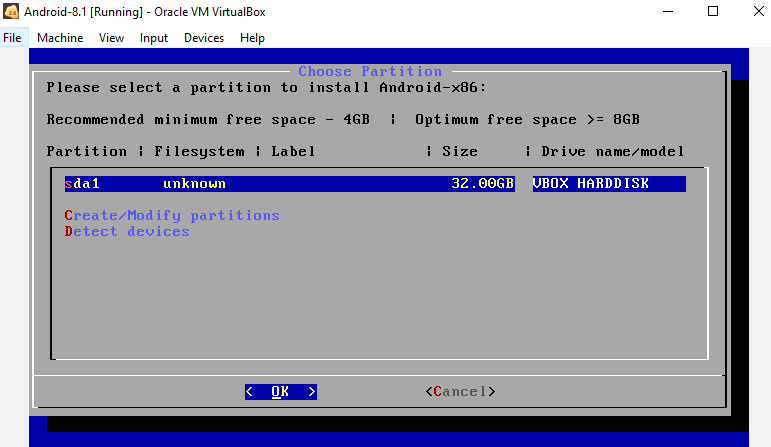 Android-8.1 [Running] - Oracle VM VirtualBox
File Machine View Input Devices Help
Choose Partition
Please select a partition to install Android-x86:
Recommended minimum free space - 4GB | Optimum free space >= 8GB
Partition | Filesystem | Label | Size | Drive name/model
sda1 unknown 32.00GB VBOX HARDDISK
Create/Modify partitions
Detect devices
< OK > <Cancel>